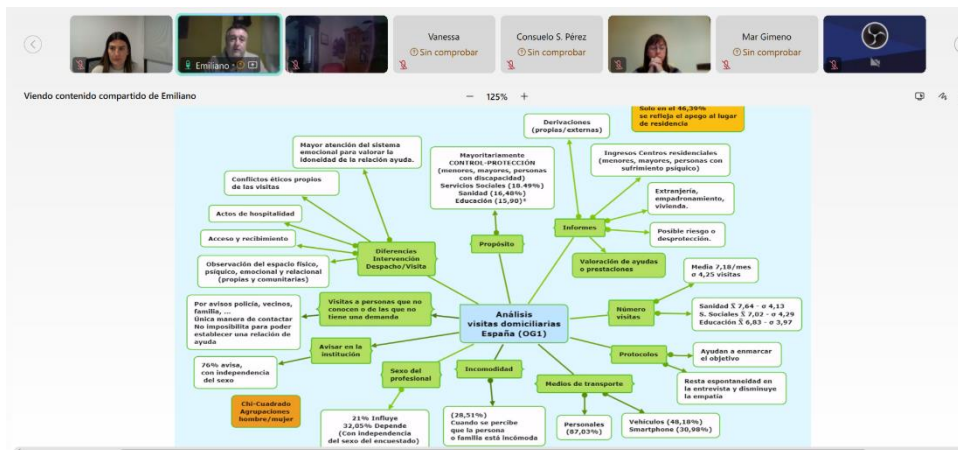 Vanessa
Sin comprobar
Consuelo S. Pérez
Sin comprobar
Mar Gimeno
Sin comprobar
Emiliano
Viendo contenido compartido de Emiliano
125%
Solo en el 46,39%
se refleja el apego al lugar
de residencia
Derivaciones
(propias/externas)
Mayor atención del sistema
emocional para valorar la
idoneidad de la relación ayuda.
Mayoritariamente
CONTROL-PROTECCIÓN
(menores, mayores, personas
con discapacidad)
Servicios Sociales (18.49%)
Sanidad (16,48%)
Educación (15,90)*
Ingresos Centros residenciales
(menores, mayores, personas con
sufrimiento psíquico)
Conflictos éticos propios
de las visitas
Extranjería,
empadronamiento,
vivienda.
Actos de hospitalidad
Informes
Posible riesgo o
desprotección.
Acceso y recibimiento
Diferencias
Intervención
Despacho/Visita
Propósito
Valoración de ayudas
o prestaciones
Observación del espacio físico,
psíquico, emocional y relacional
(propias y comunitarias)
Media 7,18/mes
σ 4,25 visitas
Por avisos policía, vecinos,
familia, ...
Única manera de contactar
No imposibilita para poder
establecer una relación de
ayuda
Visitas a personas que no
conocen o de las que no
tiene una demanda
Análisis
visitas domiciliarias
España (OG1)
Número
visitas
Sanidad X̄ 7,64 - σ 4,13
S. Sociales X̄ 7,02 - σ 4,29
Educación X̄ 6,83 - σ 3,97
Avisar en la
institución
76% avisa,
con independencia
del sexo
Sexo del
profesional
Incomodidad
Medios de transporte
Protocolos
Ayudan a enmarcar
el objetivo
Resta espontaneidad en
la entrevista y disminuye
la empatía
Chi-Cuadrado
Agrupaciones
hombre/mujer
21% Influye
32,05% Depende
(Con independencia
del sexo del encuestado)
(28,51%)
Cuando se percibe
que la persona
o familia está incómoda
Personales
(87,03%)
Vehículos (48,18%)
Smartphone (30,98%)